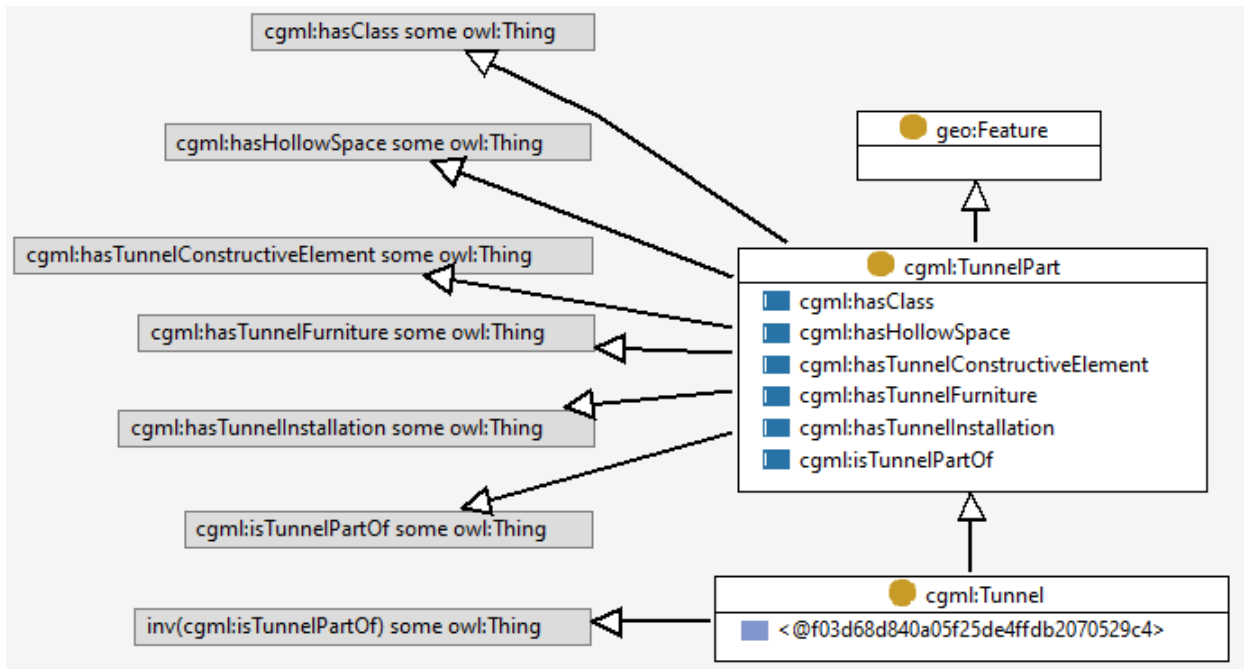 cgml:hasClass some owl:Thing
cgml:hasHollowSpace some owl:Thing
cgml:hasTunnelConstructiveElement some owl:Thing
cgml:hasTunnelFurniture some owl:Thing
cgml:hasTunnelInstallation some owl:Thing
cgml:isTunnelPartOf some owl:Thing
inv(cgml:isTunnelPartOf) some owl:Thing
geo:Feature
cgml:TunnelPart
cgml:hasClass
cgml:hasHollowSpace
cgml:hasTunnelConstructiveElement
cgml:hasTunnelFurniture
cgml:hasTunnelInstallation
cgml:isTunnelPartOf
cgml:Tunnel
<@f03d68d840a05f25de4ffdb2070529c4>